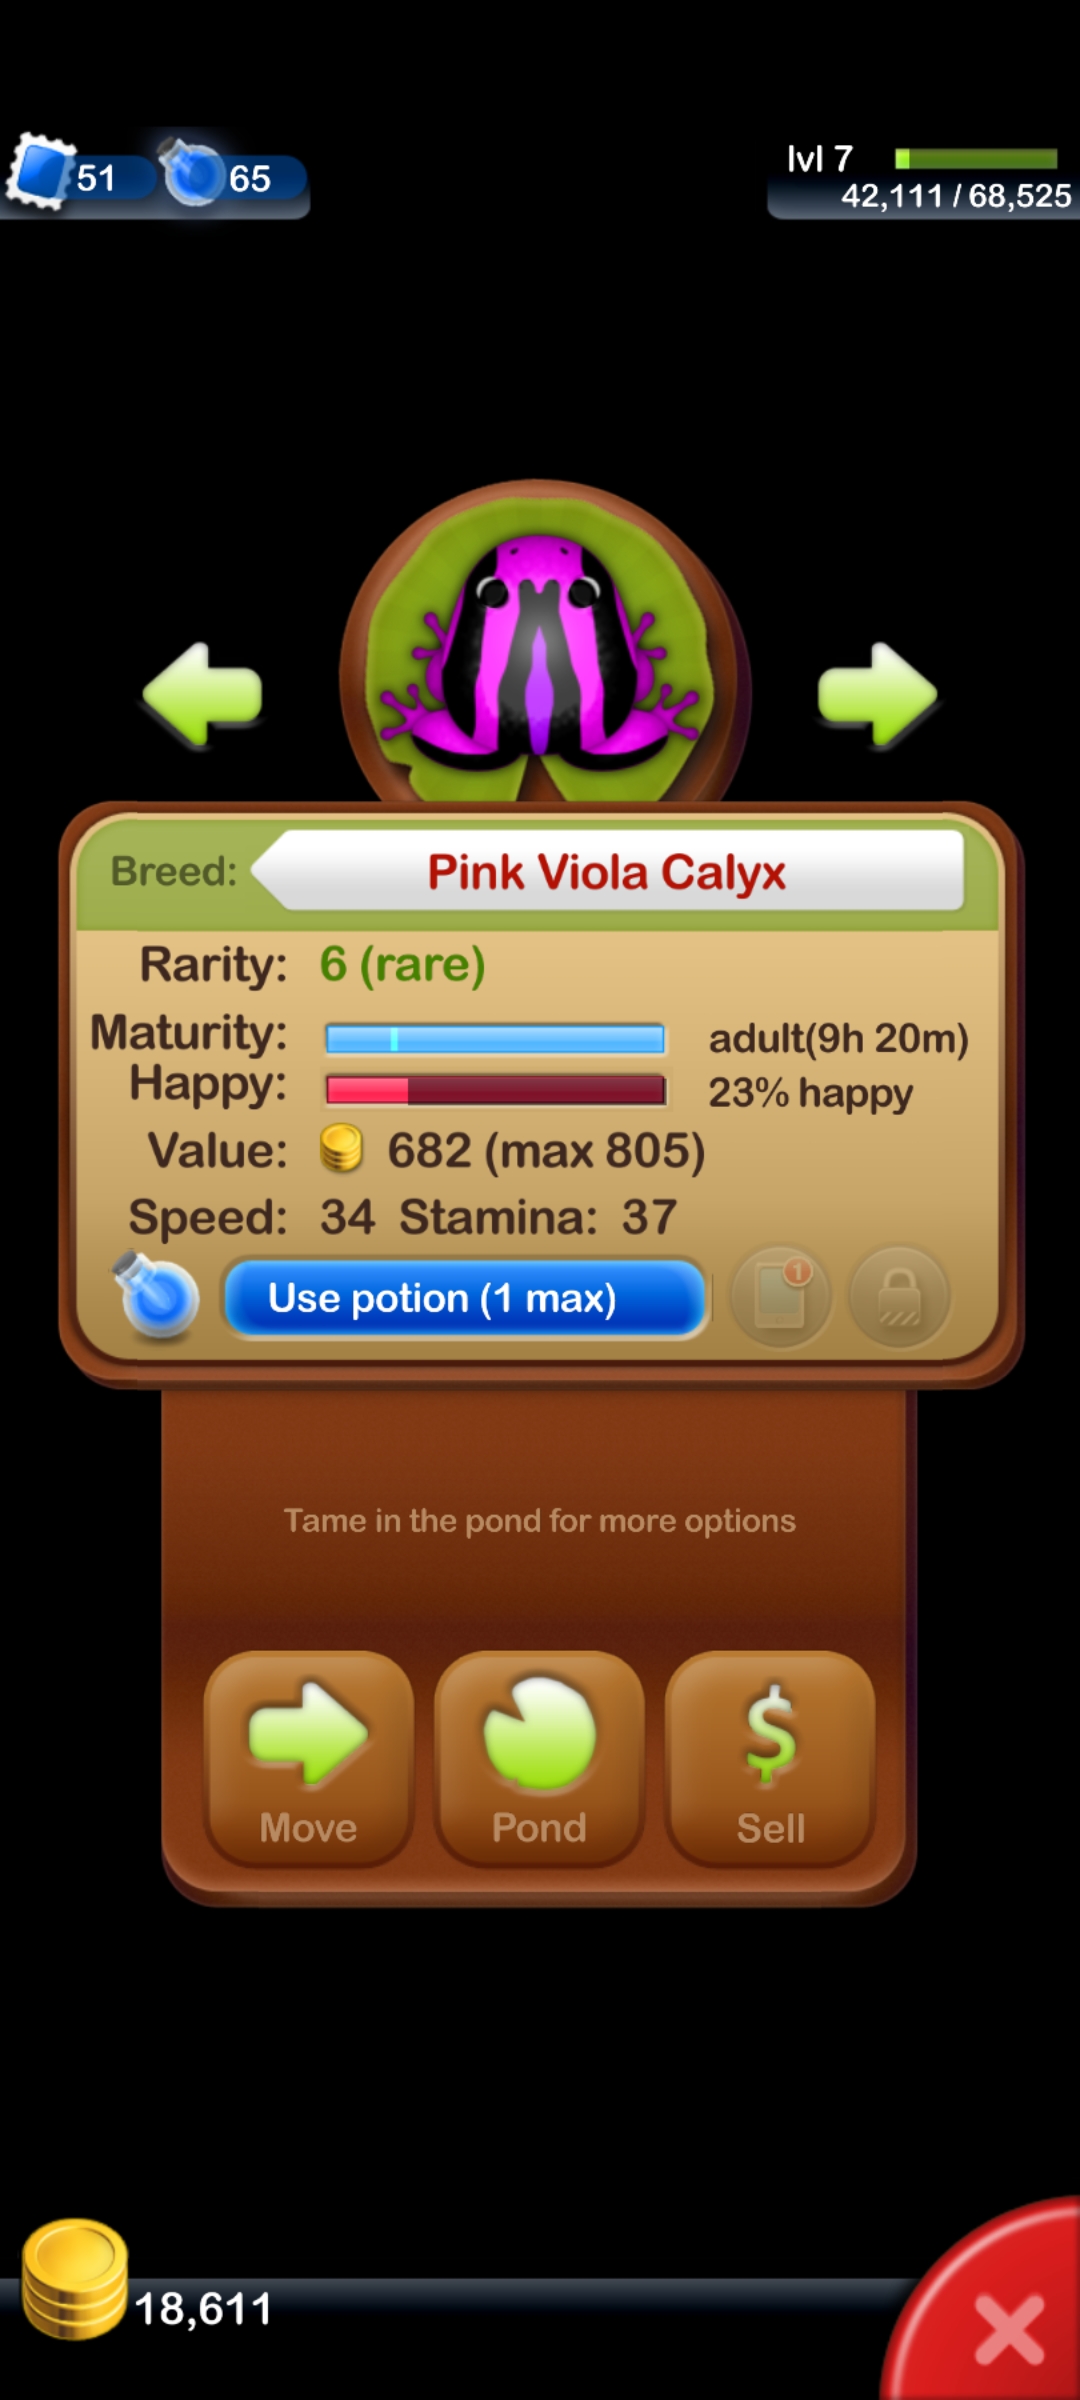 51 65 lvl 7
42,111 / 68,525
Breed: Pink Viola Calyx
Rarity: 6 (rare)
Maturity: adult(9h 20m)
Happy: 23% happy
Value: 682 (max 805)
Speed: 34 Stamina: 37
Use potion (1 max) 1
Tame in the pond for more options
Move Pond Sell
$
18,611